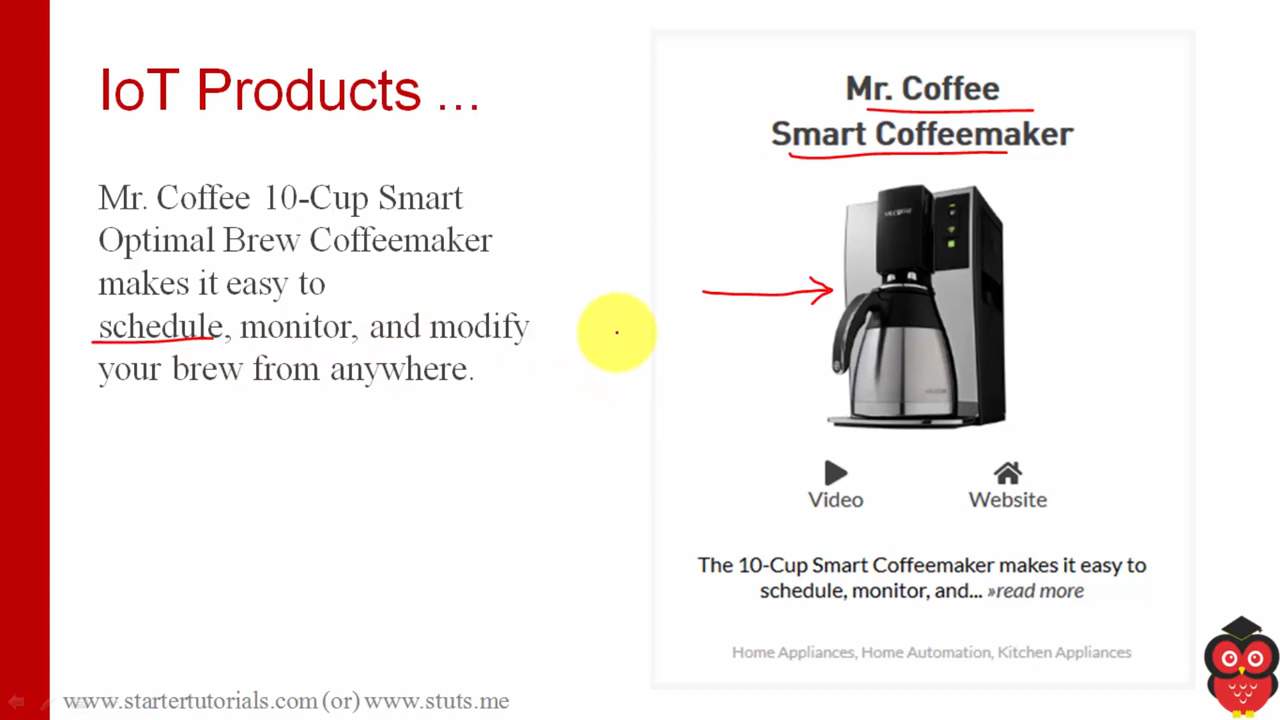 IoT Products ...
Mr. Coffee 10-Cup Smart
Optimal Brew Coffeemaker
makes it easy to
schedule, monitor, and modify
your brew from anywhere.
Mr. Coffee
Smart Coffeemaker
Video
Website
The 10-Cup Smart Coffeemaker makes it easy to
schedule, monitor, and... »read more
Home Appliances, Home Automation, Kitchen Appliances
www.startertutorials.com (or) www.stuts.me